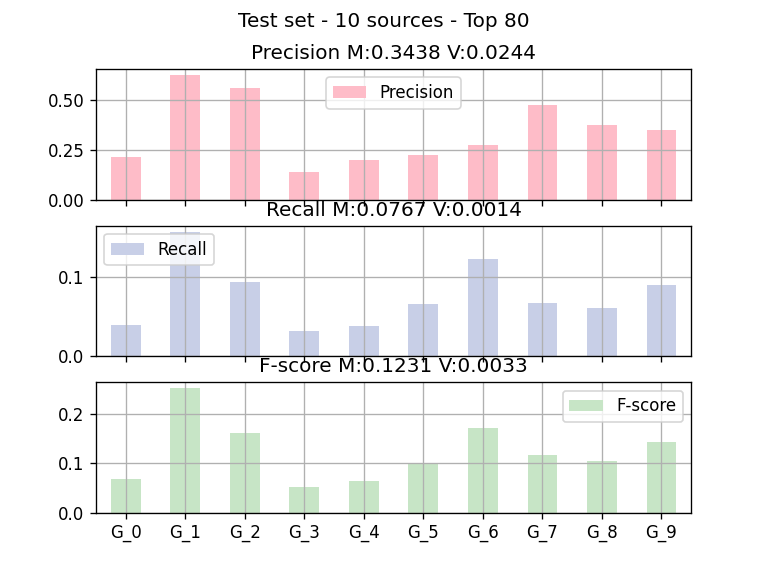 Test set - 10 sources - Top 80
Precision M:0.3438 V:0.0244
Precision
0.50
0.25
0.00
Recall M:0.0767 V:0.0014
Recall
0.1
0.0
F-score M:0.1231 V:0.0033
F-score
0.2
0.1
0.0
G_0 G_1 G_2 G_3 G_4 G_5 G_6 G_7 G_8 G_9